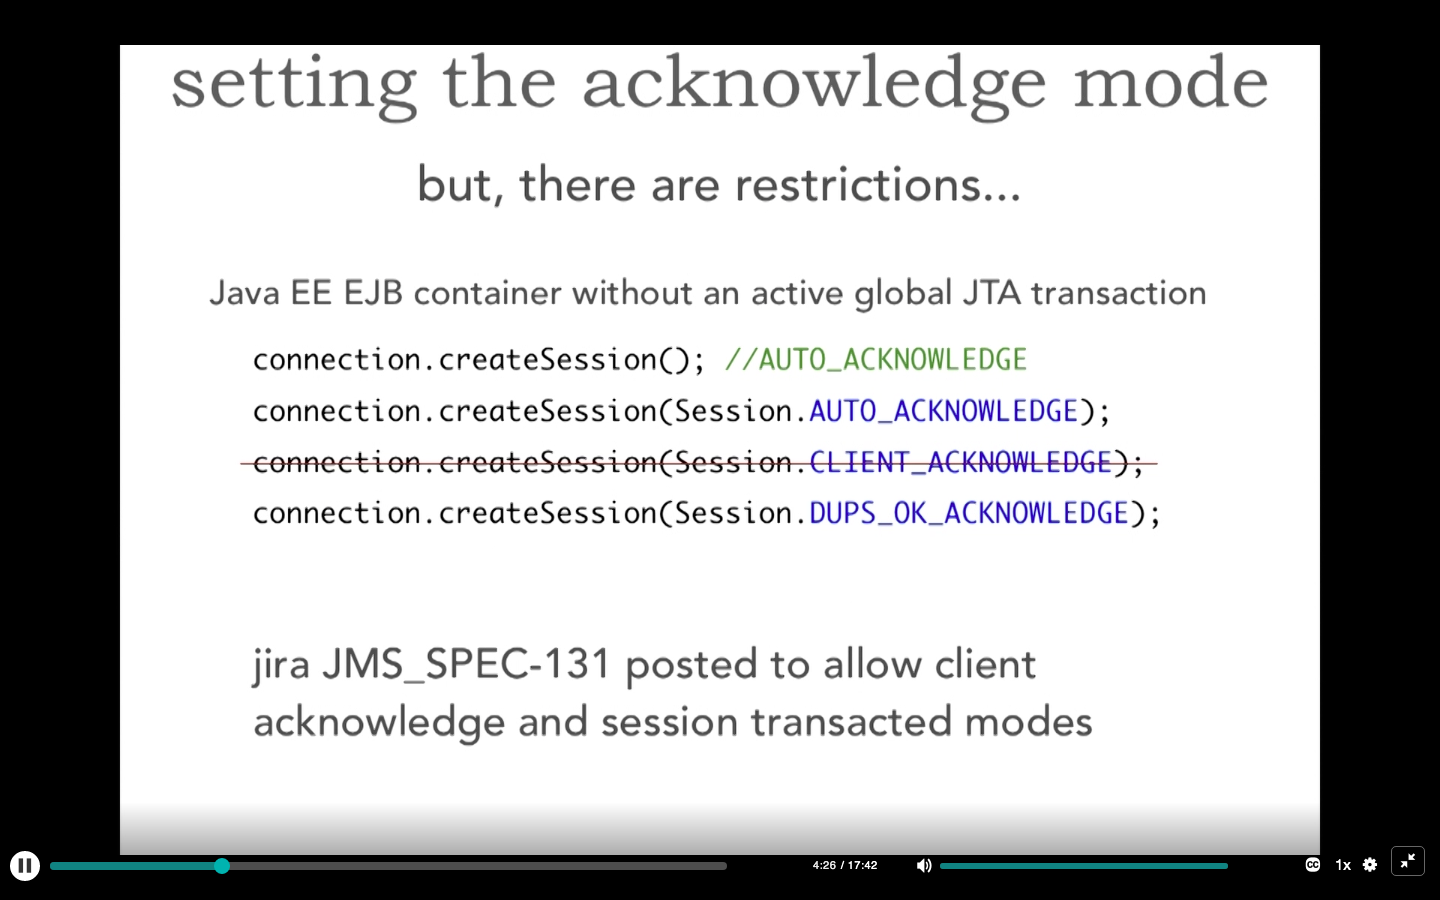 setting the acknowledge mode
but, there are restrictions...
Java EE EJB container without an active global JTA transaction
connection.createSession(); //AUTO_ACKNOWLEDGE
connection.createSession(Session.AUTO_ACKNOWLEDGE);
connection.createSession(Session.CLIENT_ACKNOWLEDGE);
connection.createSession(Session.DUPS_OK_ACKNOWLEDGE);
jira JMS_SPEC-131 posted to allow client
acknowledge and session transacted modes
4:26 / 17:42 CC 1x